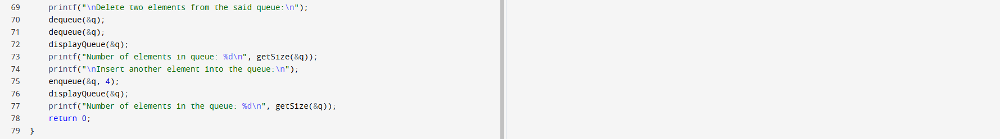 69 printf("\nDelete two elements from the said queue:\n");
70 dequeue(&q);
71 dequeue(&q);
72 displayQueue(&q);
73 printf("Number of elements in queue: %d\n", getSize(&q));
74 printf("\nInsert another element into the queue:\n");
75 enqueue(&q, 4);
76 displayQueue(&q);
77 printf("Number of elements in the queue: %d\n", getSize(&q));
78 return 0;
79 }